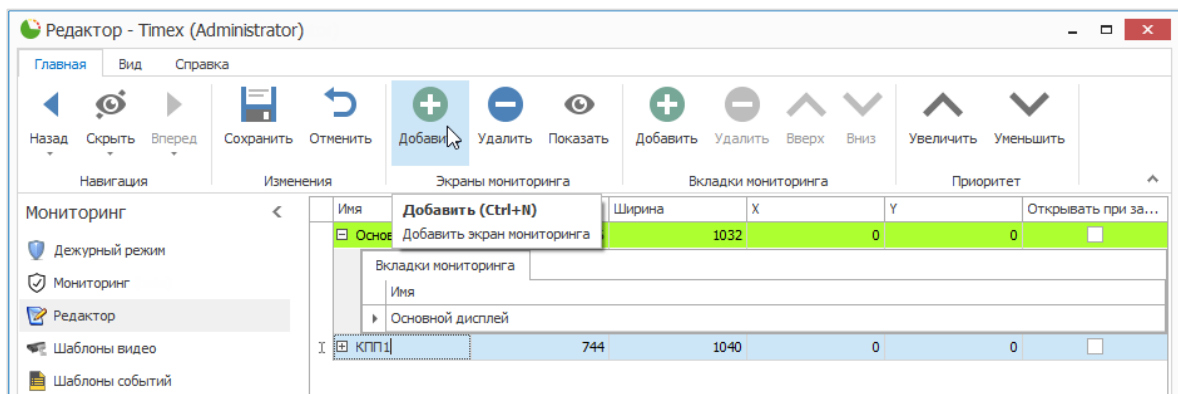 Редактор - Timex (Administrator)
Главная Вид Справка
Назад Скрыть Вперед Сохранить Отменить Добавить Удалить Показать Добавить Удалить Вверх Вниз Увеличить Уменьшить
Навигация Изменения Экраны мониторинга Вкладки мониторинга Приоритет
Мониторинг Имя Ширина X Y Открывать при за...
Добавить (Ctrl+N)
Добавить экран мониторинга
Осно 1032 0 0
Дежурный режим
Вкладки мониторинга
Мониторинг
Имя
Редактор
Основной дисплей
Шаблоны видео КПП1 744 1040 0 0
Шаблоны событий